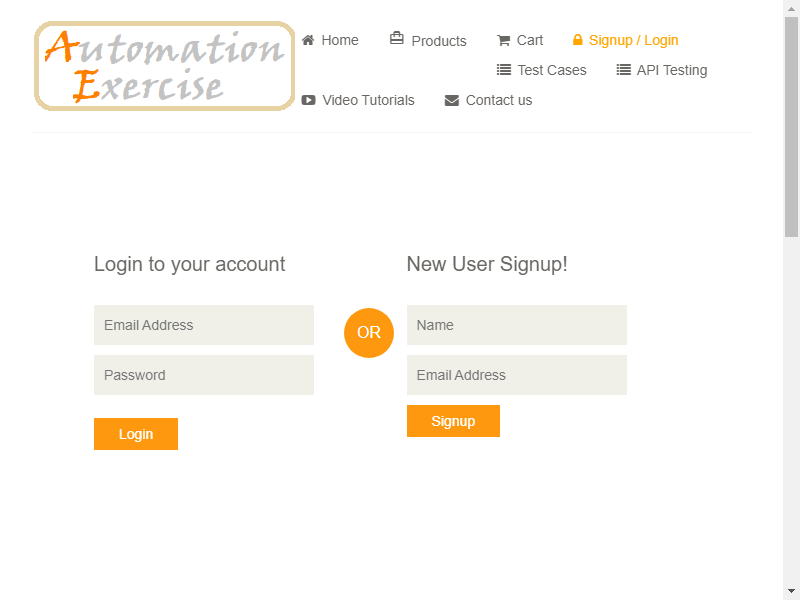 Automation
Exercise
Home
Products
Cart
Signup / Login
Test Cases
API Testing
Video Tutorials
Contact us
Login to your account
Email Address
Password
Login
OR
New User Signup!
Name
Email Address
Signup